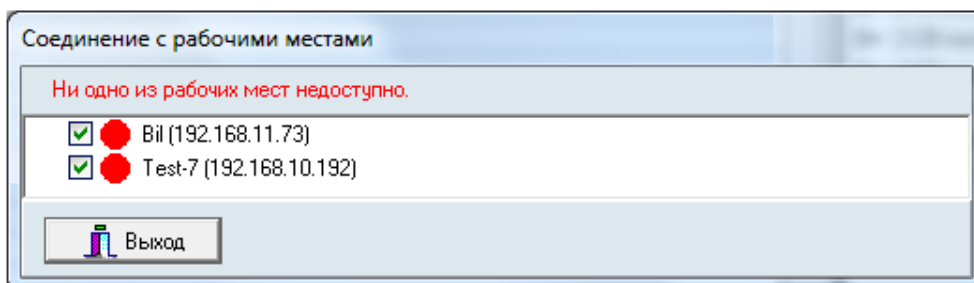 Соединение с рабочими местами
Ни одно из рабочих мест недоступно.
Bil (192.168.11.73)
Test-7 (192.168.10.192)
Выход